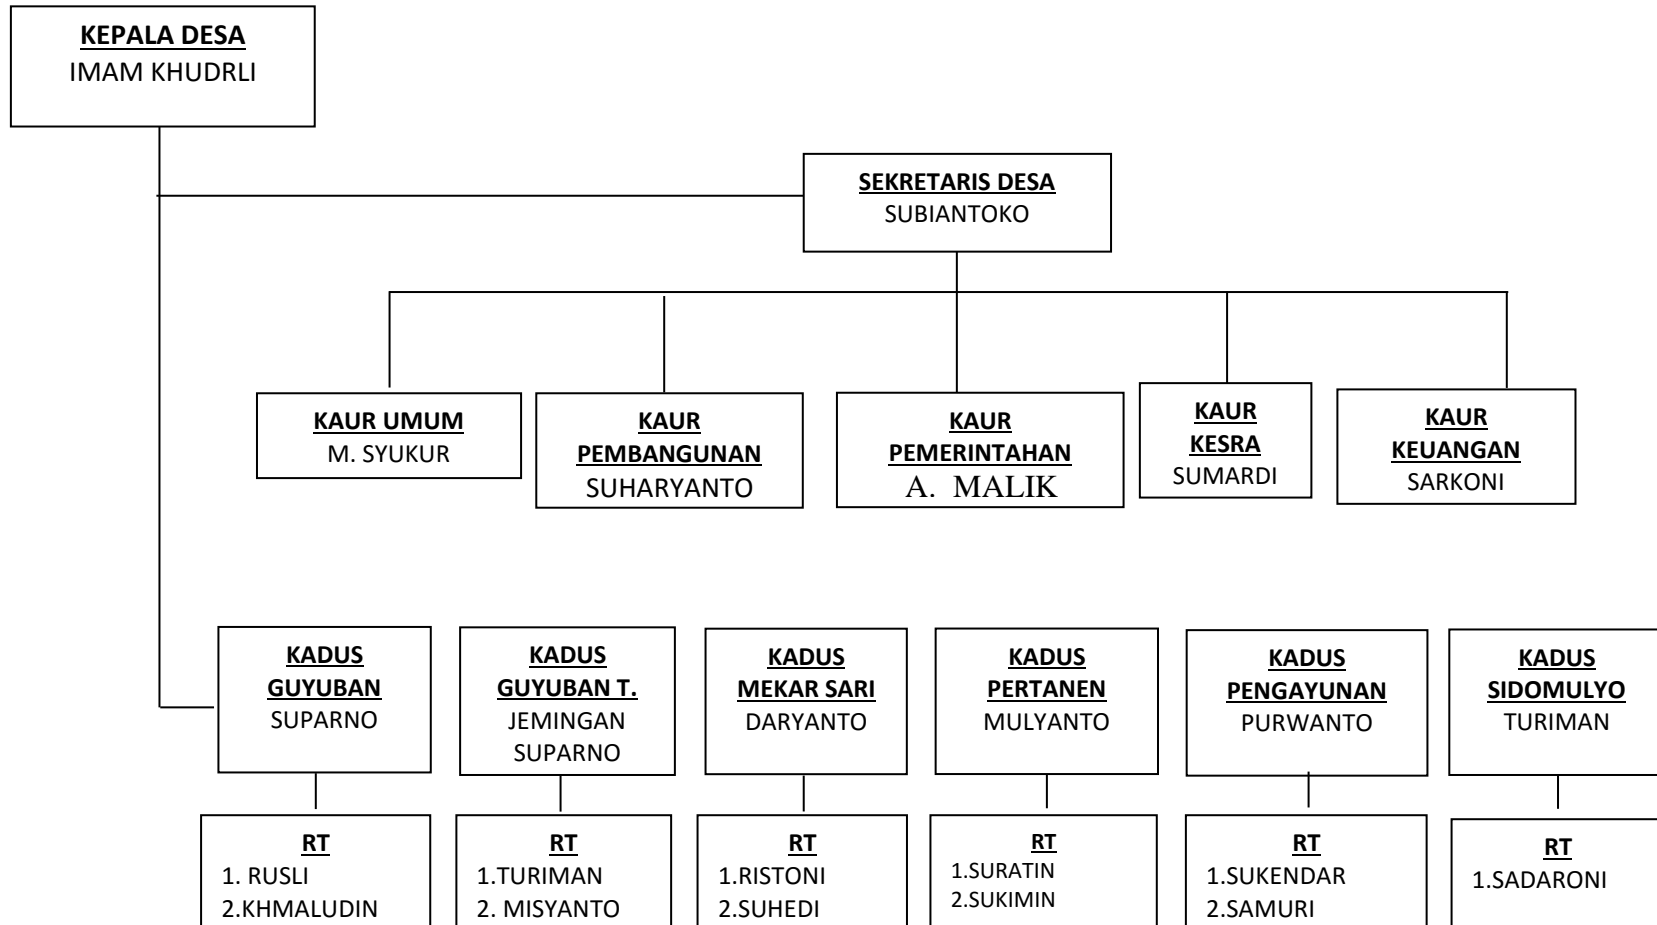 KEPALA DESA
IMAM KHUDRLI
SEKRETARIS DESA
SUBIANTOKO
KAUR UMUM
M. SYUKUR
KAUR
PEMBANGUNAN
SUHARYANTO
KAUR
PEMERINTAHAN
A. MALIK
KAUR
KESRA
SUMARDI
KAUR
KEUANGAN
SARKONI
KADUS
GUYUBAN
SUPARNO
KADUS
GUYUBAN T.
JEMINGAN
SUPARNO
KADUS
MEKAR SARI
DARYANTO
KADUS
PERTANEN
MULYANTO
KADUS
PENGAYUNAN
PURWANTO
KADUS
SIDOMULYO
TURIMAN
RT
1. RUSLI
2.KHMALUDIN
RT
1.TURIMAN
2. MISYANTO
RT
1.RISTONI
2.SUHEDI
RT
1.SURATIN
2.SUKIMIN
RT
1.SUKENDAR
2.SAMURI
RT
1.SADARONI